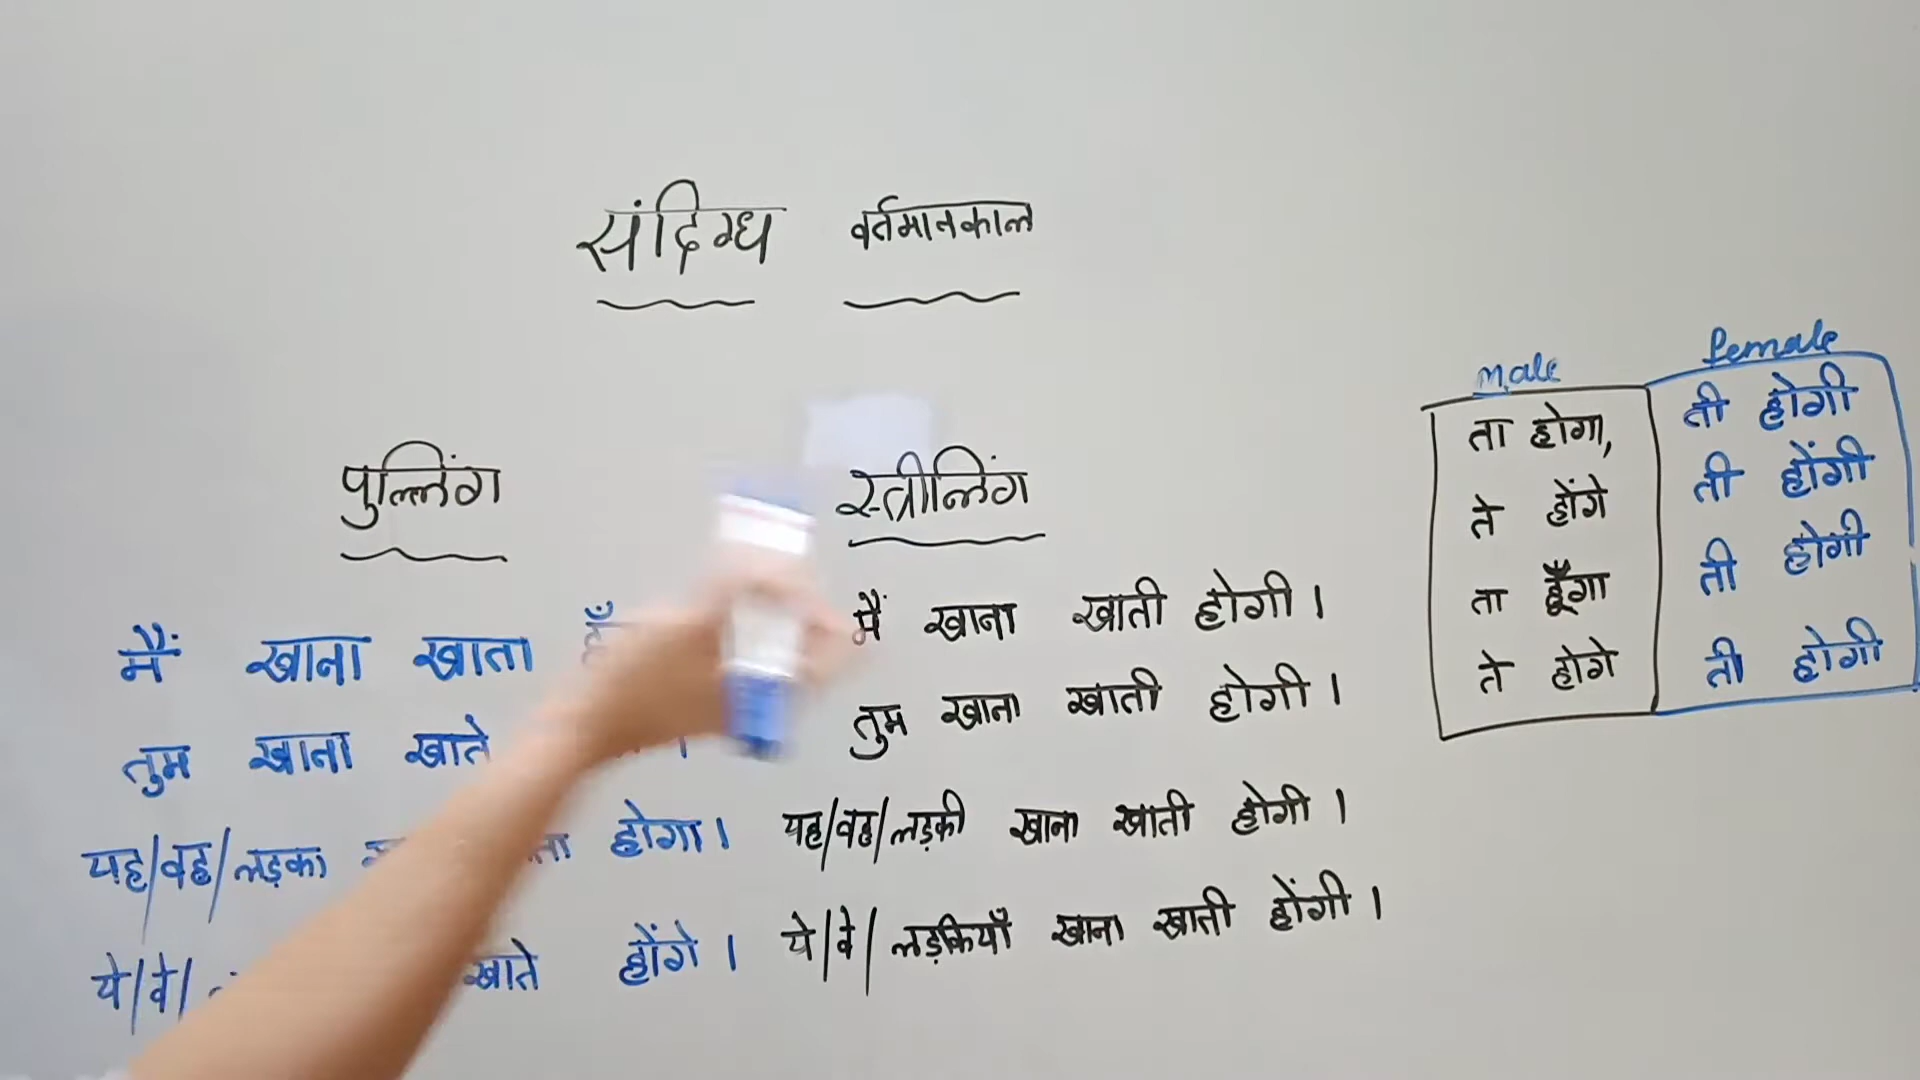 संदिग्ध वर्तमानकाल
पुल्लिंग
मैं खाना खाता
तुम खाना खाते ।
यह/वह/लड़का होगा।
ये/वे/ खाते होंगे ।
स्त्रीलिंग
मैं खाना खाती होगी ।
तुम खाना खाती होगी ।
यह/वह/लड़की खाना खाती होगी ।
ये/वे/ लड़कियाँ खाना खाती होंगी ।
male
ता होगा,
ते होंगे
ता हूँगा
ते होगे
female
ती होगी
ती होंगी
ती होगी
ती होगी